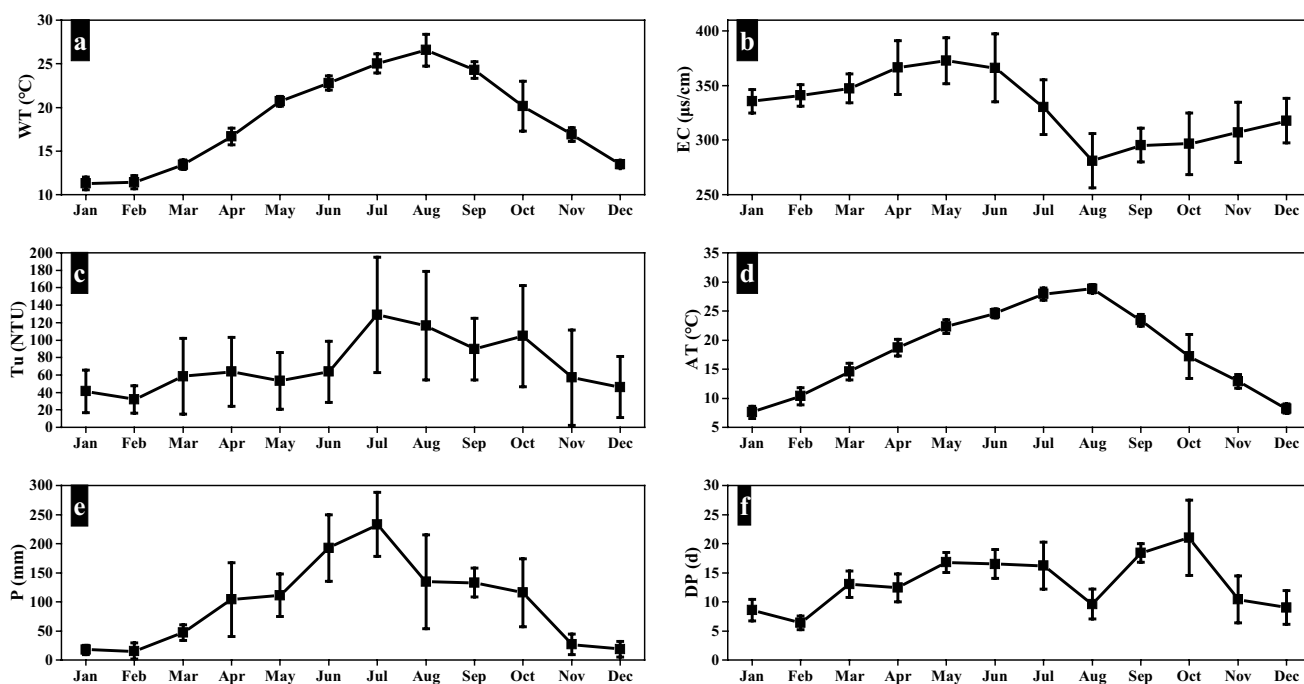 a
WT (°C)
30
25
20
15
10
Jan Feb Mar Apr May Jun Jul Aug Sep Oct Nov Dec
b
EC (μs/cm)
400
350
300
250
Jan Feb Mar Apr May Jun Jul Aug Sep Oct Nov Dec
c
Tu (NTU)
200
180
160
140
120
100
80
60
40
20
0
Jan Feb Mar Apr May Jun Jul Aug Sep Oct Nov Dec
d
AT (°C)
35
30
25
20
15
10
5
Jan Feb Mar Apr May Jun Jul Aug Sep Oct Nov Dec
e
P (mm)
300
250
200
150
100
50
0
Jan Feb Mar Apr May Jun Jul Aug Sep Oct Nov Dec
f
DP (d)
30
25
20
15
10
5
0
Jan Feb Mar Apr May Jun Jul Aug Sep Oct Nov Dec